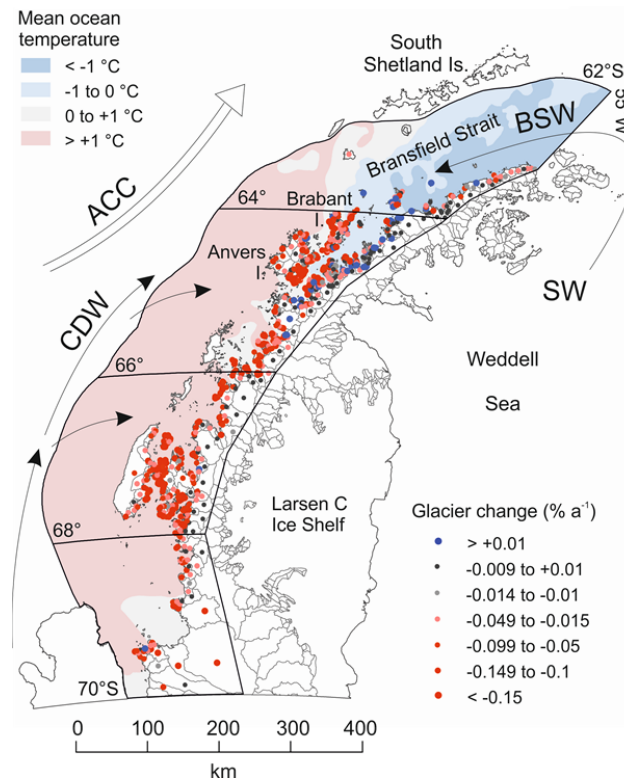 Mean ocean
temperature
< -1 °C
-1 to 0 °C
0 to +1 °C
> +1 °C
South
Shetland Is.
62°S
55 W
BSW
Bransfield Strait
ACC
64°
Brabant
I.
Anvers
I.
SW
CDW
Weddell
Sea
66°
Larsen C
Ice Shelf
68°
70°S
Glacier change (% a⁻¹)
> +0.01
-0.009 to +0.01
-0.014 to -0.01
-0.049 to -0.015
-0.099 to -0.05
-0.149 to -0.1
< -0.15
0 100 200 300 400
km